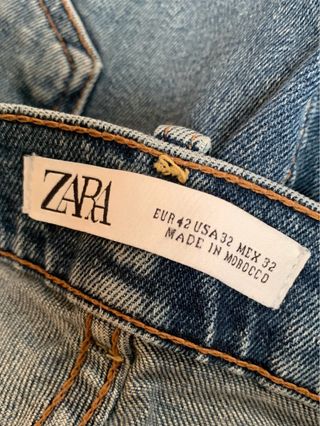 ZARA
EUR 42 USA 32 MEX 32
MADE IN MOROCCO